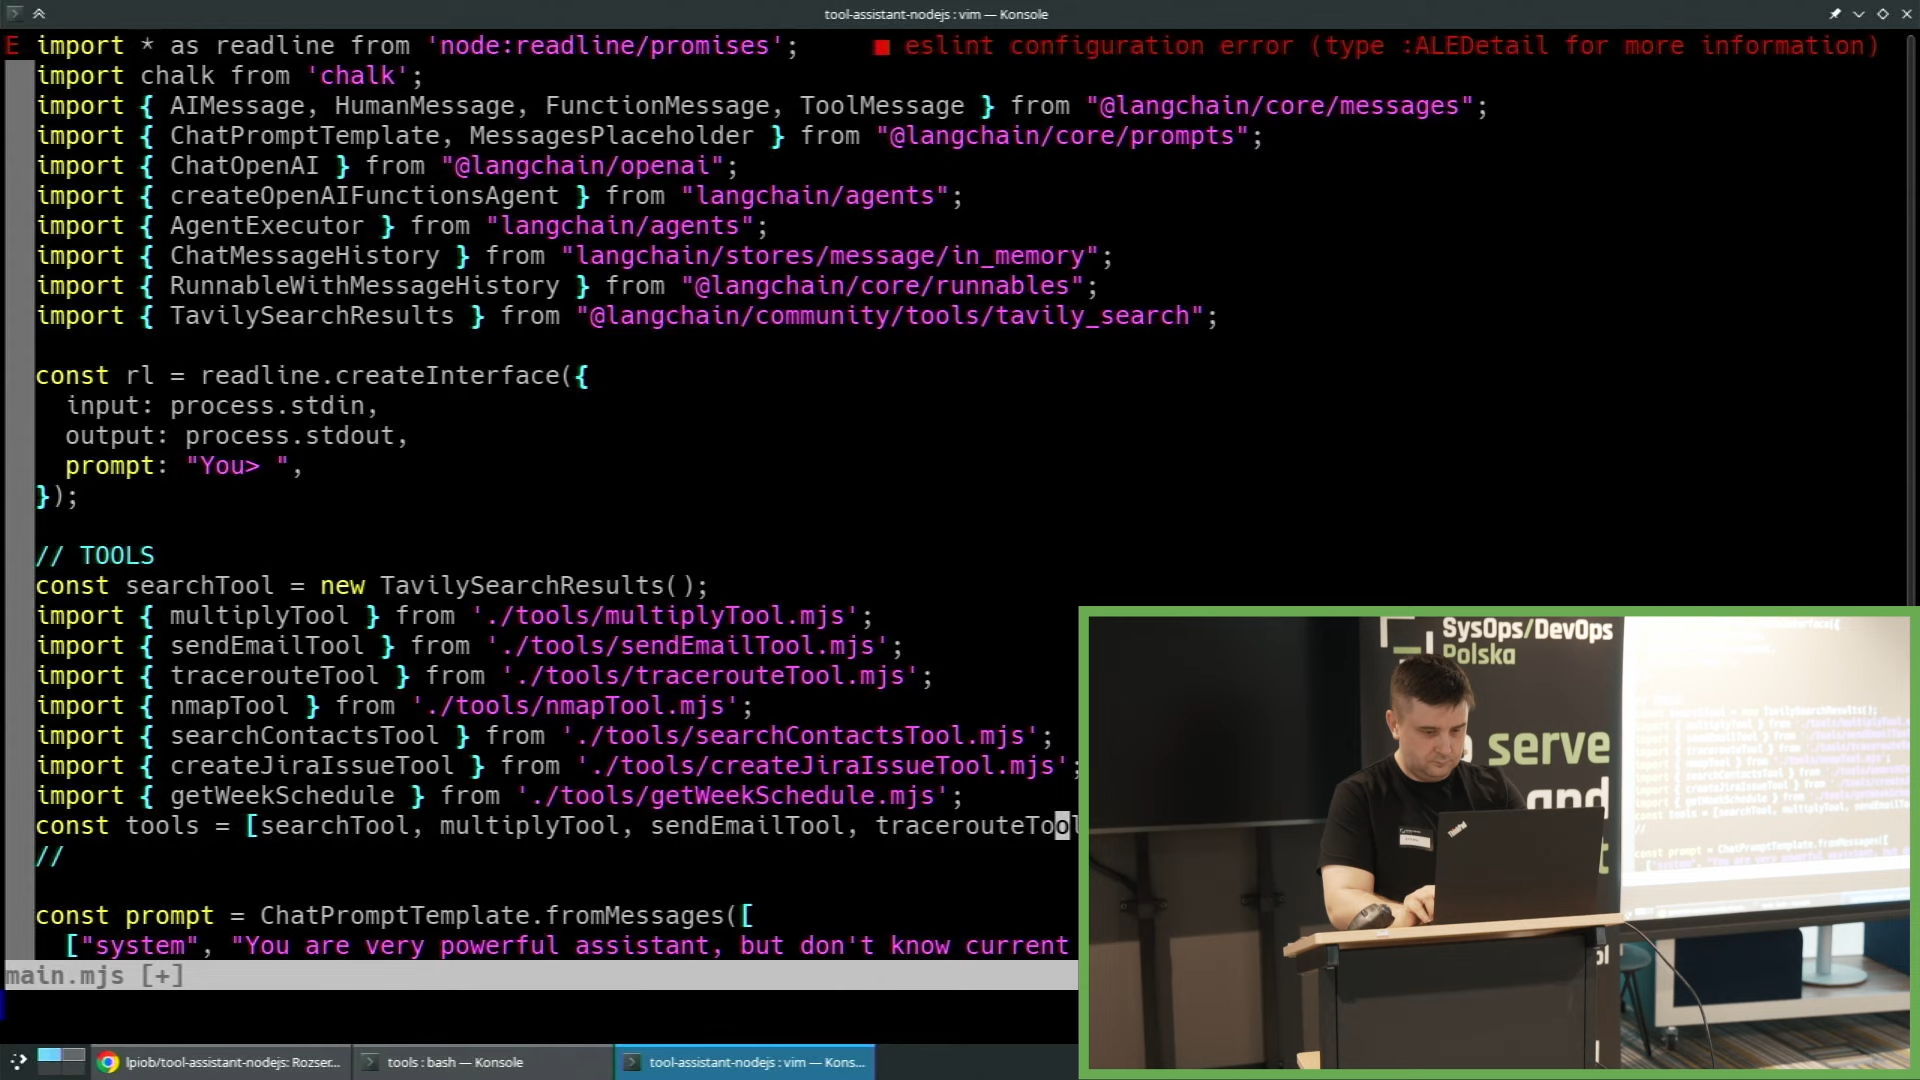 tool-assistant-nodejs : vim — Konsole
E import * as readline from 'node:readline/promises'; ■ eslint configuration error (type :ALEDetail for more information)
import chalk from 'chalk';
import { AIMessage, HumanMessage, FunctionMessage, ToolMessage } from "@langchain/core/messages";
import { ChatPromptTemplate, MessagesPlaceholder } from "@langchain/core/prompts";
import { ChatOpenAI } from "@langchain/openai";
import { createOpenAIFunctionsAgent } from "langchain/agents";
import { AgentExecutor } from "langchain/agents";
import { ChatMessageHistory } from "langchain/stores/message/in_memory";
import { RunnableWithMessageHistory } from "@langchain/core/runnables";
import { TavilySearchResults } from "@langchain/community/tools/tavily_search";
const rl = readline.createInterface({
input: process.stdin,
output: process.stdout,
prompt: "You> ",
});
// TOOLS
const searchTool = new TavilySearchResults();
import { multiplyTool } from './tools/multiplyTool.mjs';
import { sendEmailTool } from './tools/sendEmailTool.mjs';
import { tracerouteTool } from './tools/tracerouteTool.mjs';
import { nmapTool } from './tools/nmapTool.mjs';
import { searchContactsTool } from './tools/searchContactsTool.mjs';
import { createJiraIssueTool } from './tools/createJiraIssueTool.mjs';
import { getWeekSchedule } from './tools/getWeekSchedule.mjs';
const tools = [searchTool, multiplyTool, sendEmailTool, tracerouteTool
//
const prompt = ChatPromptTemplate.fromMessages([
["system", "You are very powerful assistant, but don't know current
main.mjs [+]
SysOps/DevOps
Polska
serve
and
ThinkPad
lpiob/tool-assistant-nodejs: Rozser...
tools : bash — Konsole
tool-assistant-nodejs : vim — Kons...